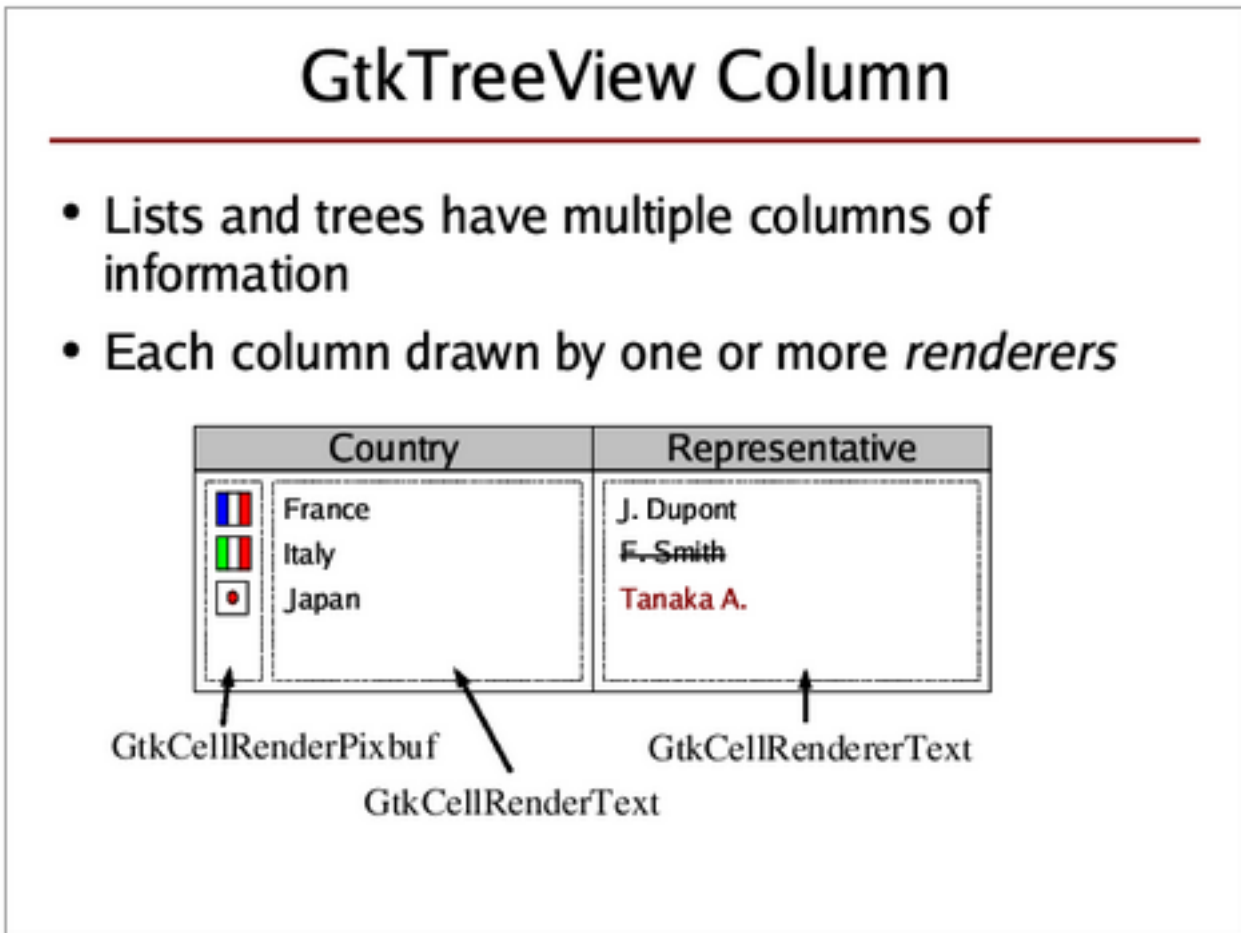 GtkTreeView Column
• Lists and trees have multiple columns of
information
• Each column drawn by one or more renderers
Country Representative
France J. Dupont
Italy F. Smith
Japan Tanaka A.
GtkCellRenderPixbuf GtkCellRendererText
GtkCellRenderText